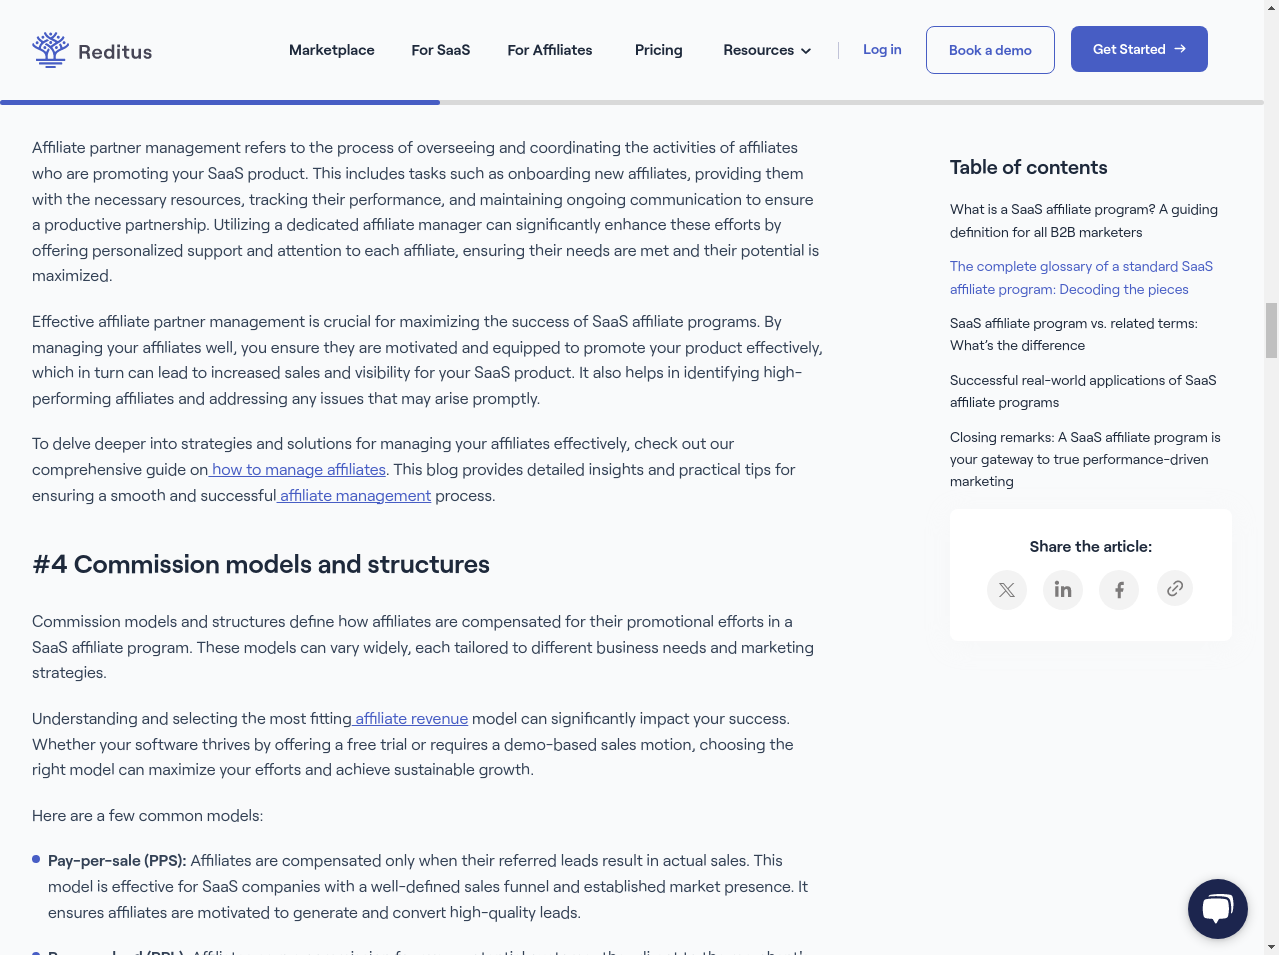 Reditus
Marketplace
For SaaS
For Affiliates
Pricing
Resources
Log in
Book a demo
Get Started
Affiliate partner management refers to the process of overseeing and coordinating the activities of affiliates
who are promoting your SaaS product. This includes tasks such as onboarding new affiliates, providing them
with the necessary resources, tracking their performance, and maintaining ongoing communication to ensure
a productive partnership. Utilizing a dedicated affiliate manager can significantly enhance these efforts by
offering personalized support and attention to each affiliate, ensuring their needs are met and their potential is
maximized.
Effective affiliate partner management is crucial for maximizing the success of SaaS affiliate programs. By
managing your affiliates well, you ensure they are motivated and equipped to promote your product effectively,
which in turn can lead to increased sales and visibility for your SaaS product. It also helps in identifying high-
performing affiliates and addressing any issues that may arise promptly.
To delve deeper into strategies and solutions for managing your affiliates effectively, check out our
comprehensive guide on how to manage affiliates. This blog provides detailed insights and practical tips for
ensuring a smooth and successful affiliate management process.
#4 Commission models and structures
Commission models and structures define how affiliates are compensated for their promotional efforts in a
SaaS affiliate program. These models can vary widely, each tailored to different business needs and marketing
strategies.
Understanding and selecting the most fitting affiliate revenue model can significantly impact your success.
Whether your software thrives by offering a free trial or requires a demo-based sales motion, choosing the
right model can maximize your efforts and achieve sustainable growth.
Here are a few common models:
Pay-per-sale (PPS): Affiliates are compensated only when their referred leads result in actual sales. This
model is effective for SaaS companies with a well-defined sales funnel and established market presence. It
ensures affiliates are motivated to generate and convert high-quality leads.
Table of contents
What is a SaaS affiliate program? A guiding
definition for all B2B marketers
The complete glossary of a standard SaaS
affiliate program: Decoding the pieces
SaaS affiliate program vs. related terms:
What's the difference
Successful real-world applications of SaaS
affiliate programs
Closing remarks: A SaaS affiliate program is
your gateway to true performance-driven
marketing
Share the article: